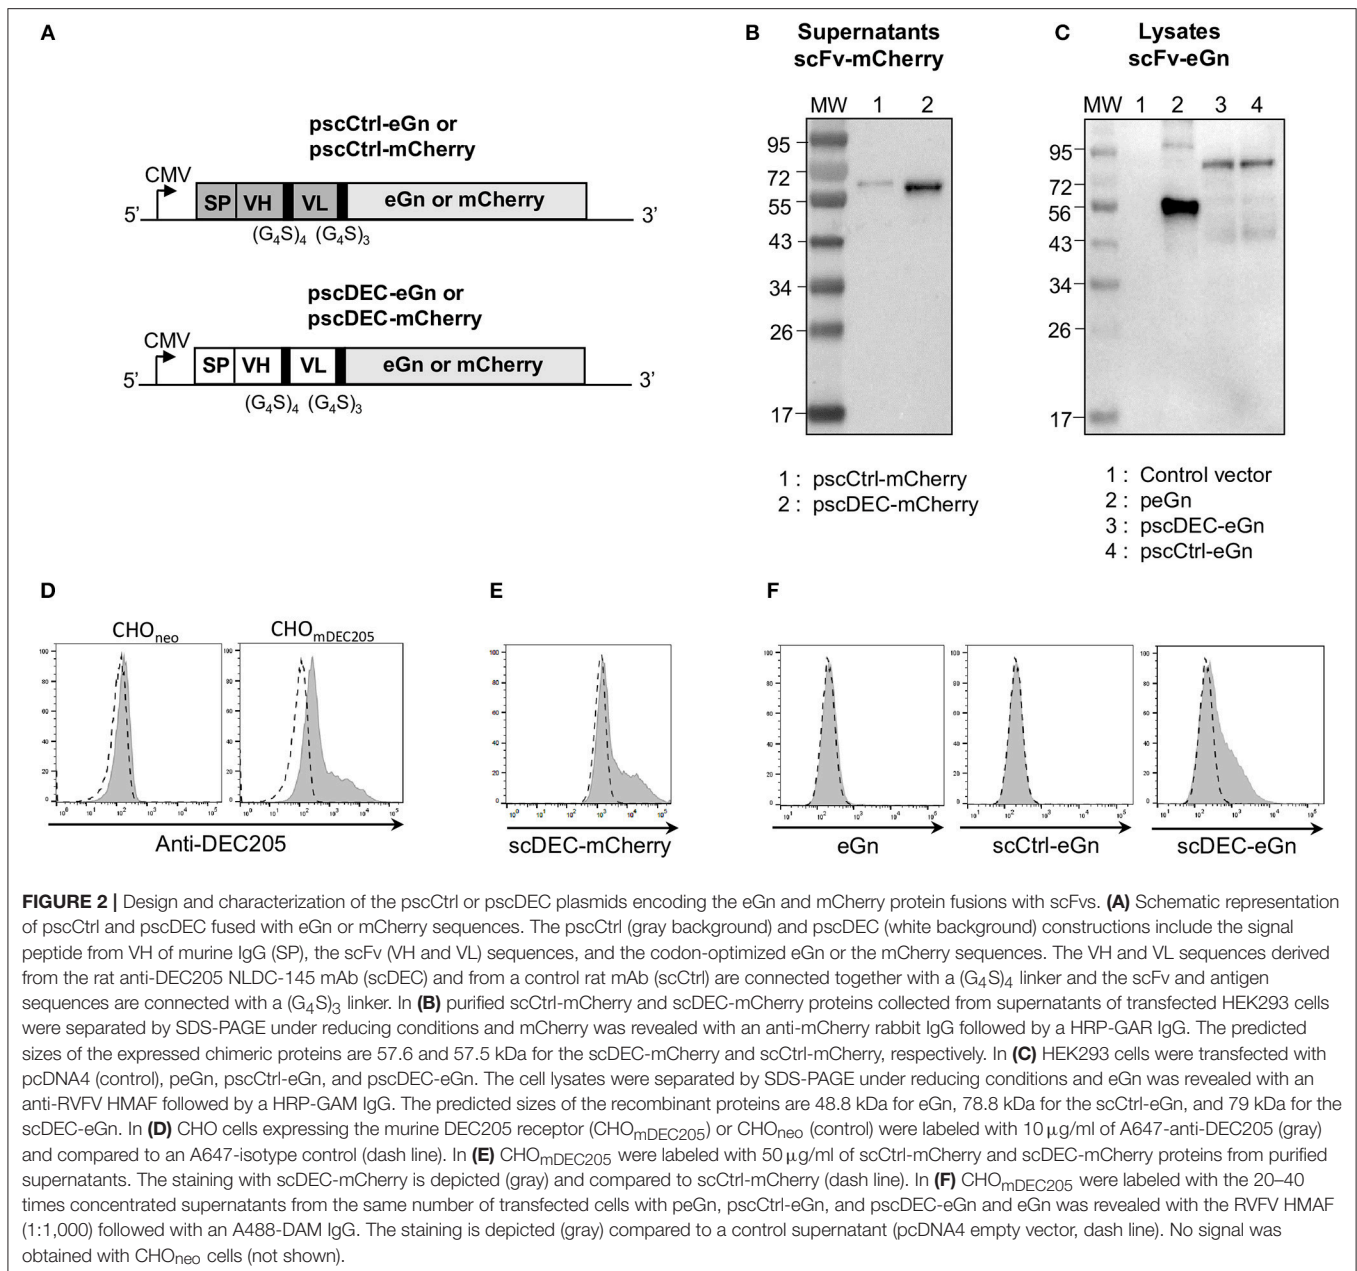 A
pscCtrl-eGn or
pscCtrl-mCherry
CMV
5’ SP VH VL eGn or mCherry 3’
(G4S)4 (G4S)3
pscDEC-eGn or
pscDEC-mCherry
CMV
5’ SP VH VL eGn or mCherry 3’
(G4S)4 (G4S)3
B Supernatants
scFv-mCherry
MW 1 2
95
72
55
43
34
26
17
1 : pscCtrl-mCherry
2 : pscDEC-mCherry
C Lysates
scFv-eGn
MW 1 2 3 4
95
72
56
43
34
26
17
1 : Control vector
2 : peGn
3 : pscDEC-eGn
4 : pscCtrl-eGn
D
CHOneo CHOmDEC205
Anti-DEC205
E
scDEC-mCherry
F
eGn scCtrl-eGn scDEC-eGn
FIGURE 2 | Design and characterization of the pscCtrl or pscDEC plasmids encoding the eGn and mCherry protein fusions with scFvs. (A) Schematic representation
of pscCtrl and pscDEC fused with eGn or mCherry sequences. The pscCtrl (gray background) and pscDEC (white background) constructions include the signal
peptide from VH of murine IgG (SP), the scFv (VH and VL) sequences, and the codon-optimized eGn or the mCherry sequences. The VH and VL sequences derived
from the rat anti-DEC205 NLDC-145 mAb (scDEC) and from a control rat mAb (scCtrl) are connected together with a (G4S)4 linker and the scFv and antigen
sequences are connected with a (G4S)3 linker. In (B) purified scCtrl-mCherry and scDEC-mCherry proteins collected from supernatants of transfected HEK293 cells
were separated by SDS-PAGE under reducing conditions and mCherry was revealed with an anti-mCherry rabbit IgG followed by a HRP-GAR IgG. The predicted
sizes of the expressed chimeric proteins are 57.6 and 57.5 kDa for the scDEC-mCherry and scCtrl-mCherry, respectively. In (C) HEK293 cells were transfected with
pcDNA4 (control), peGn, pscCtrl-eGn, and pscDEC-eGn. The cell lysates were separated by SDS-PAGE under reducing conditions and eGn was revealed with an
anti-RVFV HMAF followed by a HRP-GAM IgG. The predicted sizes of the recombinant proteins are 48.8 kDa for eGn, 78.8 kDa for the scCtrl-eGn, and 79 kDa for the
scDEC-eGn. In (D) CHO cells expressing the murine DEC205 receptor (CHOmDEC205) or CHOneo (control) were labeled with 10 μg/ml of A647-anti-DEC205 (gray)
and compared to an A647-isotype control (dash line). In (E) CHOmDEC205 were labeled with 50 μg/ml of scCtrl-mCherry and scDEC-mCherry proteins from purified
supernatants. The staining with scDEC-mCherry is depicted (gray) and compared to scCtrl-mCherry (dash line). In (F) CHOmDEC205 were labeled with the 20–40
times concentrated supernatants from the same number of transfected cells with peGn, pscCtrl-eGn, and pscDEC-eGn and eGn was revealed with the RVFV HMAF
(1:1,000) followed with an A488-DAM IgG. The staining is depicted (gray) compared to a control supernatant (pcDNA4 empty vector, dash line). No signal was
obtained with CHOneo cells (not shown).